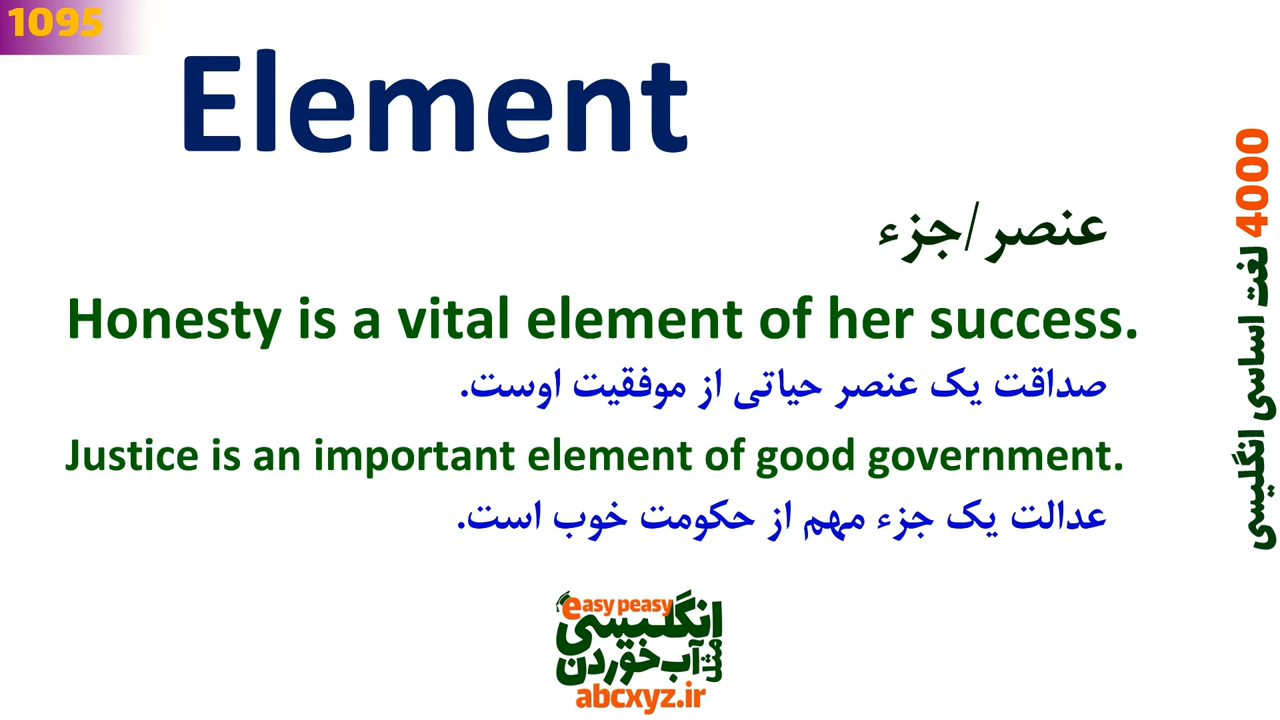 1095
Element
عنصر/جزء
Honesty is a vital element of her success.
صداقت یک عنصر حیاتی از موفقیت اوست.
Justice is an important element of good government.
عدالت یک جزء مهم از حکومت خوب است.
4000 لغت اساسی انگلیسی
easy peasy
انگلیسی
مثل آب خوردن
abcxyz.ir